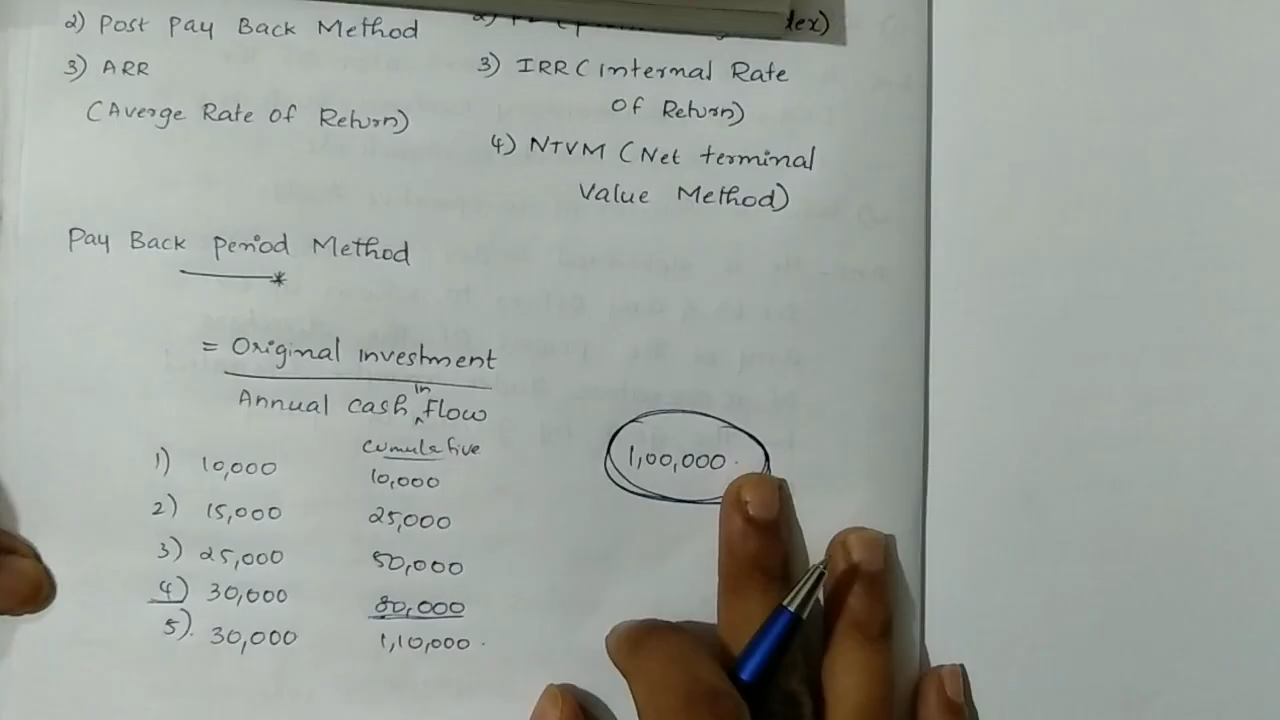 2) Post Pay Back Method
3) ARR
(Averge Rate Of Return)
dex)
3) IRR (Internal Rate
Of Return)
4) NTVM (Net terminal
Value Method)
Pay Back Period Method
= Original investment
Annual cash in flow
cumulative
1) 10,000 10,000
2) 15,000 25,000
3) 25,000 50,000
4) 30,000 80,000
5). 30,000 1,10,000.
1,00,000.